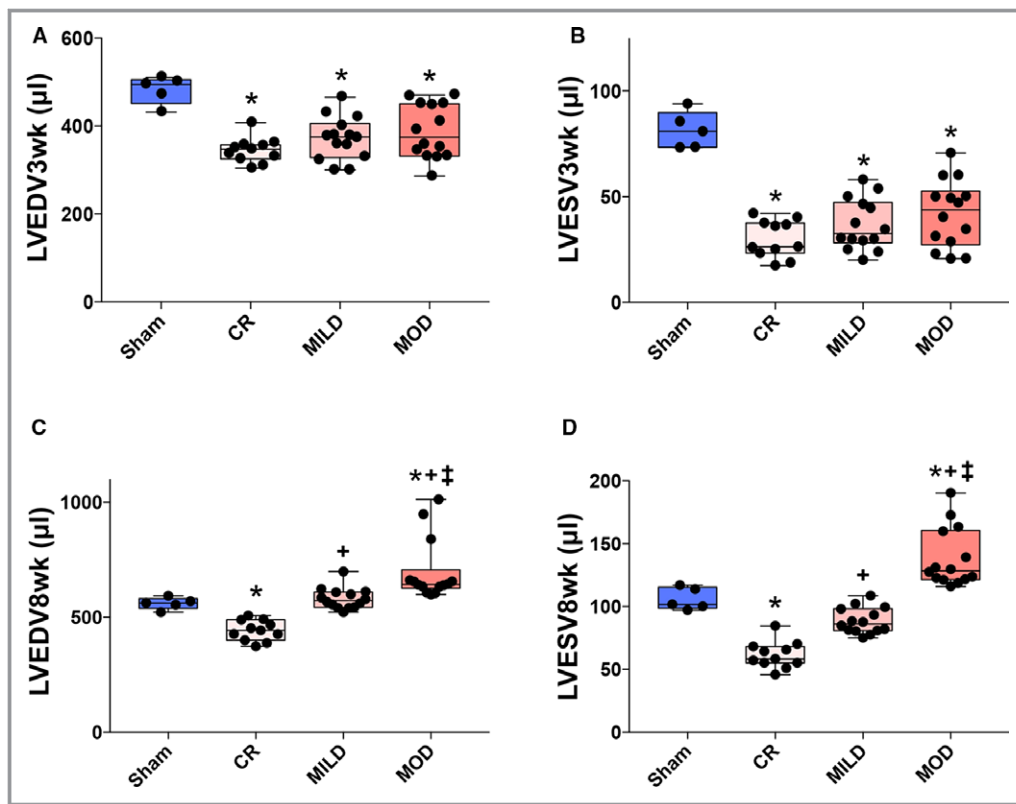 A
LVEDV3wk (µl)
600
400
200
0
*
*
*
Sham
CR
MILD
MOD
B
LVESV3wk (µl)
100
50
0
*
*
*
Sham
CR
MILD
MOD
C
LVEDV8wk (µl)
1000
500
0
*
+
*+‡
Sham
CR
MILD
MOD
D
LVESV8wk (µl)
200
150
100
50
0
*
+
*+‡
Sham
CR
MILD
MOD